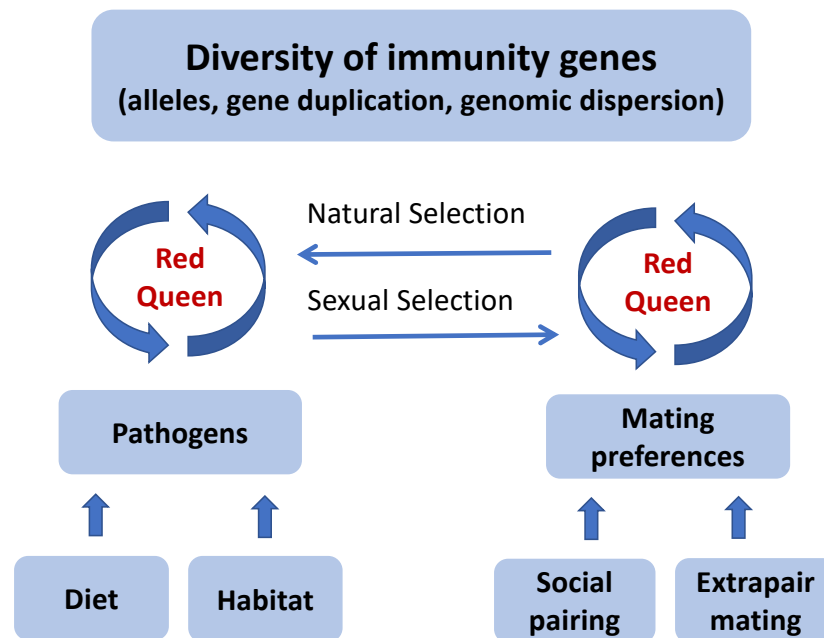 Diversity of immunity genes
(alleles, gene duplication, genomic dispersion)
Natural Selection
Red
Queen
Red
Queen
Sexual Selection
Pathogens
Mating
preferences
Diet
Habitat
Social
pairing
Extrapair
mating